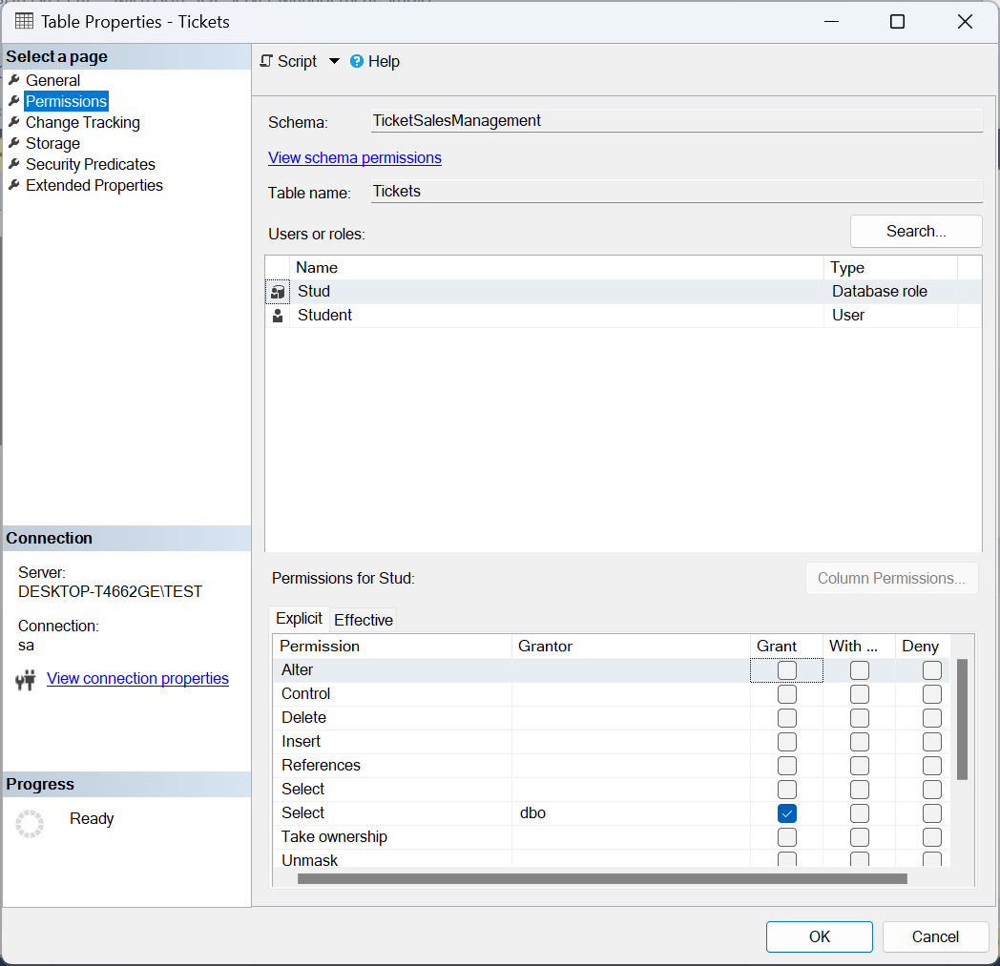 Table Properties - Tickets
Select a page
General
Permissions
Change Tracking
Storage
Security Predicates
Extended Properties
Connection
Server:
DESKTOP-T4662GE\TEST
Connection:
sa
View connection properties
Progress
Ready
Script Help
Schema: TicketSalesManagement
View schema permissions
Table name: Tickets
Users or roles: Search...
Name Type
Stud Database role
Student User
Permissions for Stud: Column Permissions...
Explicit Effective
Permission Grantor Grant With ... Deny
Alter
Control
Delete
Insert
References
Select
Select dbo
Take ownership
Unmask
OK Cancel